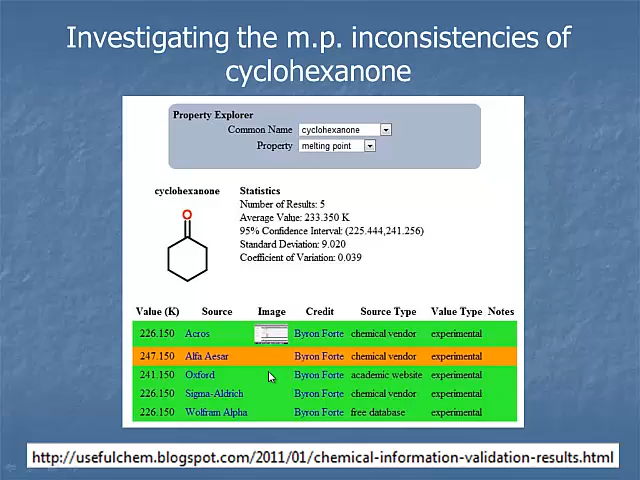 Investigating the m.p. inconsistencies of
cyclohexanone
Property Explorer
Common Name cyclohexanone
Property melting point
cyclohexanone
O
Statistics
Number of Results: 5
Average Value: 233.350 K
95% Confidence Interval: (225.444,241.256)
Standard Deviation: 9.020
Coefficient of Variation: 0.039
Value (K) Source Image Credit Source Type Value Type Notes
226.150 Acros Byron Forte chemical vendor experimental
247.150 Alfa Aesar Byron Forte chemical vendor experimental
241.150 Oxford Byron Forte academic website experimental
226.150 Sigma-Aldrich Byron Forte chemical vendor experimental
226.150 Wolfram Alpha Byron Forte free database experimental
http://usefulchem.blogspot.com/2011/01/chemical-information-validation-results.html